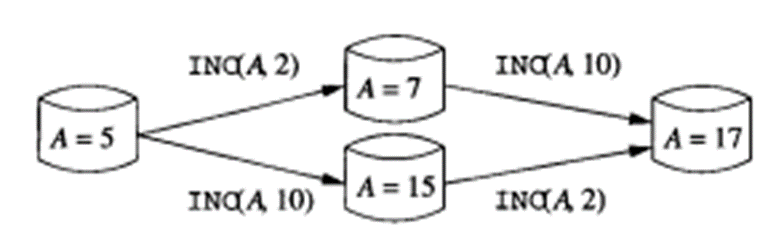 INC(A, 2)
INC(A, 10)
A = 7
A = 5
A = 17
A = 15
INC(A, 10)
INC(A, 2)